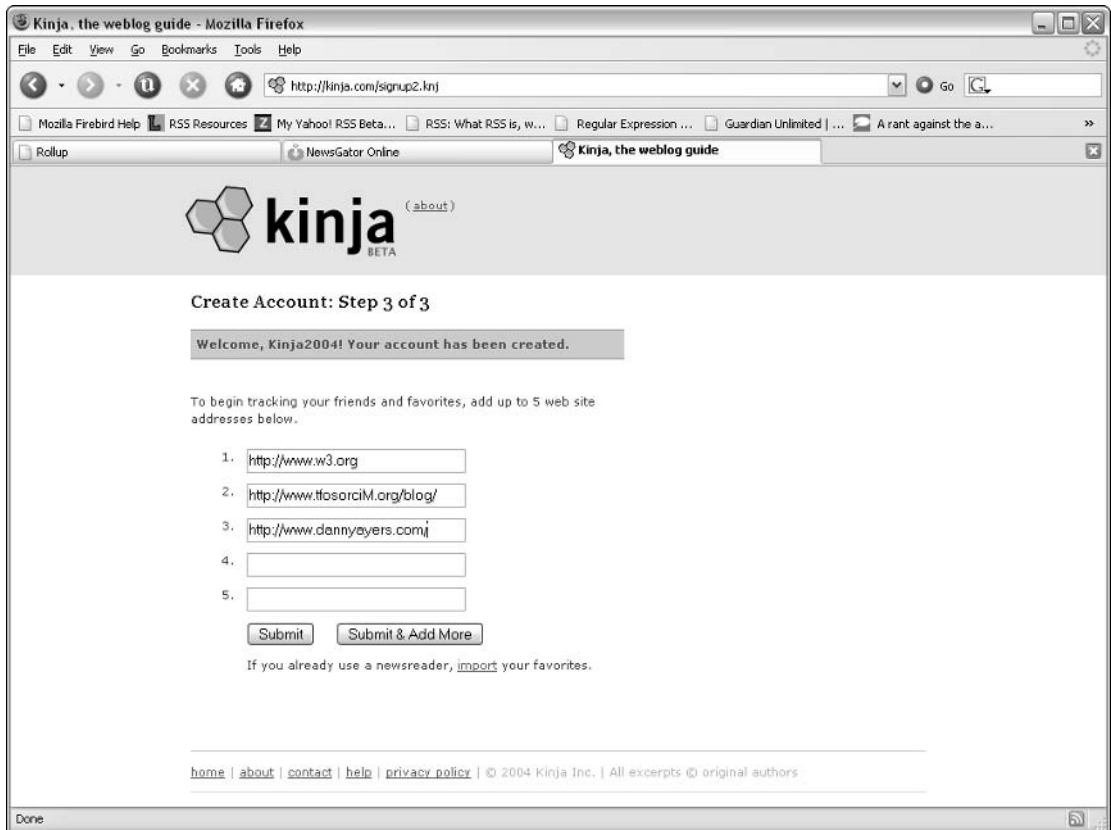 Kinja, the weblog guide - Mozilla Firefox
File Edit View Go Bookmarks Tools Help
http://kinja.com/signup2.knj Go G
Mozilla Firebird Help RSS Resources My Yahoo! RSS Beta... RSS: What RSS is, w... Regular Expression ... Guardian Unlimited | ... A rant against the a... »
Rollup NewsGator Online Kinja, the weblog guide
kinja (about)
BETA
Create Account: Step 3 of 3
Welcome, Kinja2004! Your account has been created.
To begin tracking your friends and favorites, add up to 5 web site
addresses below.
1. http://www.w3.org
2. http://www.tfosorciM.org/blog/
3. http://www.dannyayers.com/
4.
5.
Submit Submit & Add More
If you already use a newsreader, import your favorites.
home | about | contact | help | privacy policy | © 2004 Kinja Inc. | All excerpts © original authors
Done